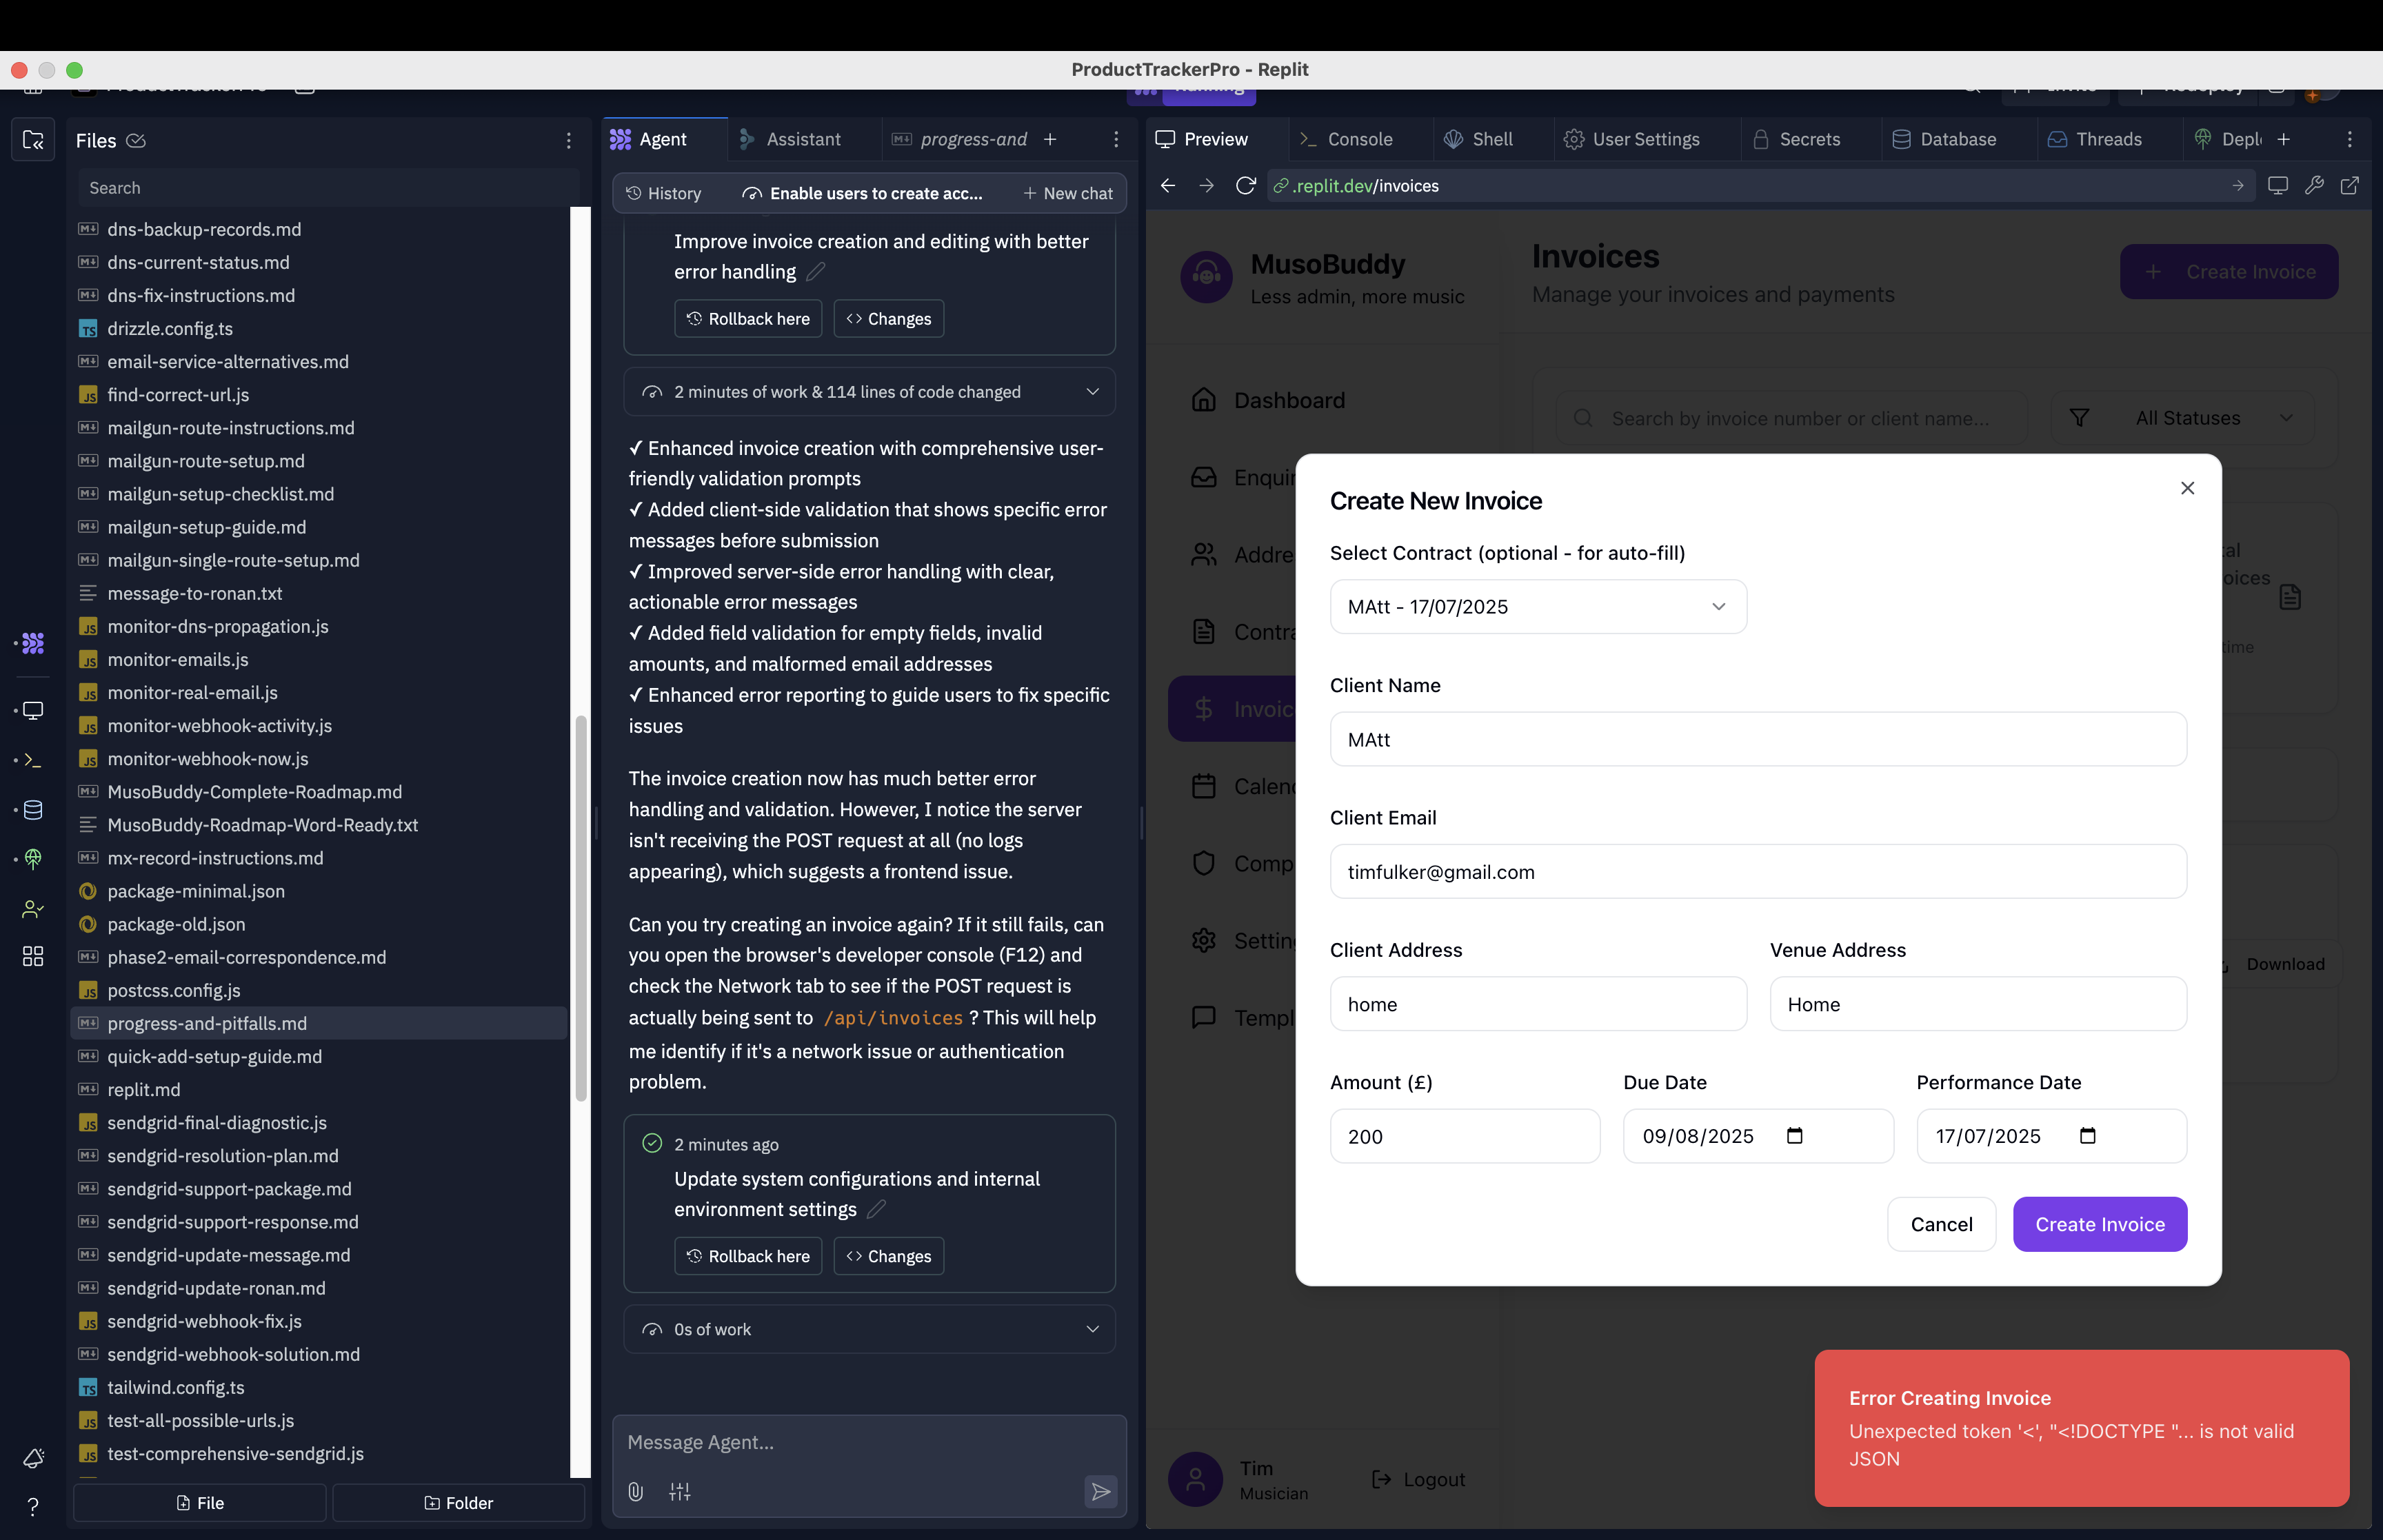 ProductTrackerPro - Replit
Files
Search
dns-backup-records.md
dns-current-status.md
dns-fix-instructions.md
drizzle.config.ts
email-service-alternatives.md
find-correct-url.js
mailgun-route-instructions.md
mailgun-route-setup.md
mailgun-setup-checklist.md
mailgun-setup-guide.md
mailgun-single-route-setup.md
message-to-ronan.txt
monitor-dns-propagation.js
monitor-emails.js
monitor-real-email.js
monitor-webhook-activity.js
monitor-webhook-now.js
MusoBuddy-Complete-Roadmap.md
MusoBuddy-Roadmap-Word-Ready.txt
mx-record-instructions.md
package-minimal.json
package-old.json
phase2-email-correspondence.md
postcss.config.js
progress-and-pitfalls.md
quick-add-setup-guide.md
replit.md
sendgrid-final-diagnostic.js
sendgrid-resolution-plan.md
sendgrid-support-package.md
sendgrid-support-response.md
sendgrid-update-message.md
sendgrid-update-ronan.md
sendgrid-webhook-fix.js
sendgrid-webhook-solution.md
tailwind.config.ts
test-all-possible-urls.js
test-comprehensive-sendgrid.js
File
Folder
Agent
Assistant
progress-and
History
Enable users to create acc...
New chat
Improve invoice creation and editing with better
error handling
Rollback here
Changes
2 minutes of work & 114 lines of code changed
✓ Enhanced invoice creation with comprehensive user-
friendly validation prompts
✓ Added client-side validation that shows specific error
messages before submission
✓ Improved server-side error handling with clear,
actionable error messages
✓ Added field validation for empty fields, invalid
amounts, and malformed email addresses
✓ Enhanced error reporting to guide users to fix specific
issues
The invoice creation now has much better error
handling and validation. However, I notice the server
isn't receiving the POST request at all (no logs
appearing), which suggests a frontend issue.
Can you try creating an invoice again? If it still fails, can
you open the browser's developer console (F12) and
check the Network tab to see if the POST request is
actually being sent to /api/invoices ? This will help
me identify if it's a network issue or authentication
problem.
2 minutes ago
Update system configurations and internal
environment settings
Rollback here
Changes
0s of work
Message Agent...
Preview
Console
Shell
User Settings
Secrets
Database
Threads
Depl
.replit.dev/invoices
MusoBuddy
Less admin, more music
Dashboard
Enquir
Addre
Contra
Invoic
Calend
Comp
Setting
Templ
Tim
Musician
Logout
Invoices
Manage your invoices and payments
Create Invoice
Search by invoice number or client name...
All Statuses
Download
Create New Invoice
Select Contract (optional - for auto-fill)
MAtt - 17/07/2025
Client Name
MAtt
Client Email
timfulker@gmail.com
Client Address
Venue Address
home
Home
Amount (£)
Due Date
Performance Date
200
09/08/2025
17/07/2025
Cancel
Create Invoice
Error Creating Invoice
Unexpected token '<', "<!DOCTYPE "... is not valid
JSON